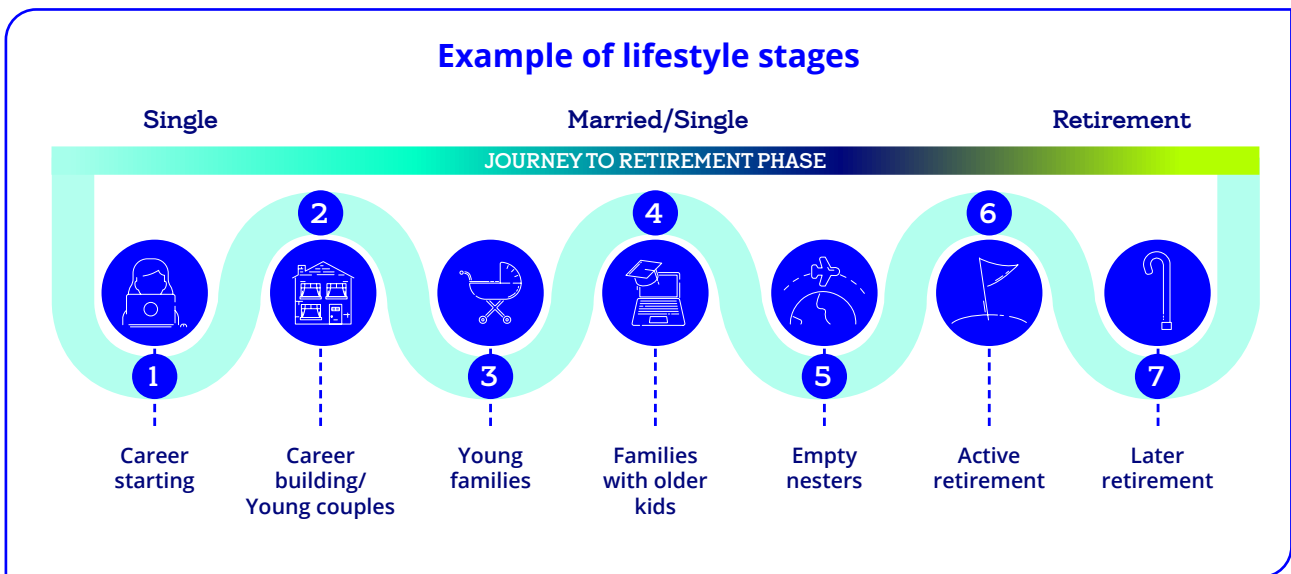 Example of lifestyle stages
Single
Married/Single
Retirement
JOURNEY TO RETIREMENT PHASE
1
2
3
4
5
6
7
Career
starting
Career
building/
Young couples
Young
families
Families
with older
kids
Empty
nesters
Active
retirement
Later
retirement